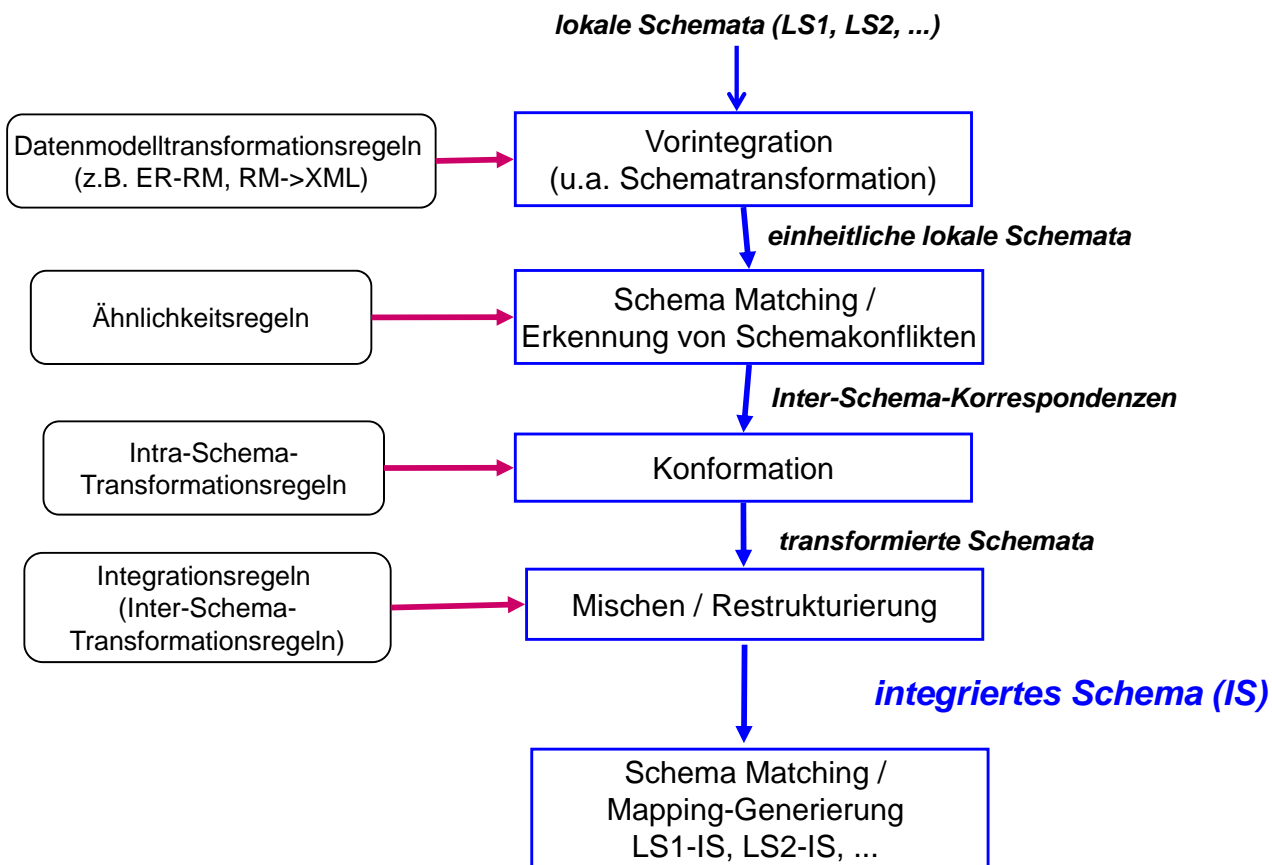 lokale Schemata (LS1, LS2, ...)
Datenmodelltransformationsregeln
(z.B. ER-RM, RM->XML)
Vorintegration
(u.a. Schematransformation)
einheitliche lokale Schemata
Ähnlichkeitsregeln
Schema Matching /
Erkennung von Schemakonflikten
Inter-Schema-Korrespondenzen
Intra-Schema-
Transformationsregeln
Konformation
transformierte Schemata
Integrationsregeln
(Inter-Schema-
Transformationsregeln)
Mischen / Restrukturierung
integriertes Schema (IS)
Schema Matching /
Mapping-Generierung
LS1-IS, LS2-IS, ...